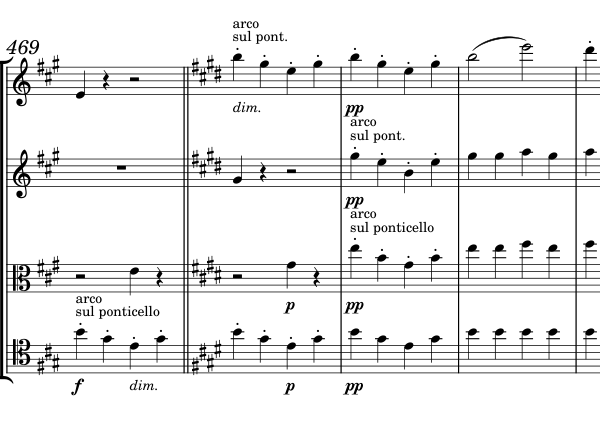 arco
sul pont.
469
dim.
pp
arco
sul pont.
pp
arco
sul ponticello
p
pp
arco
sul ponticello
f
dim.
p
pp